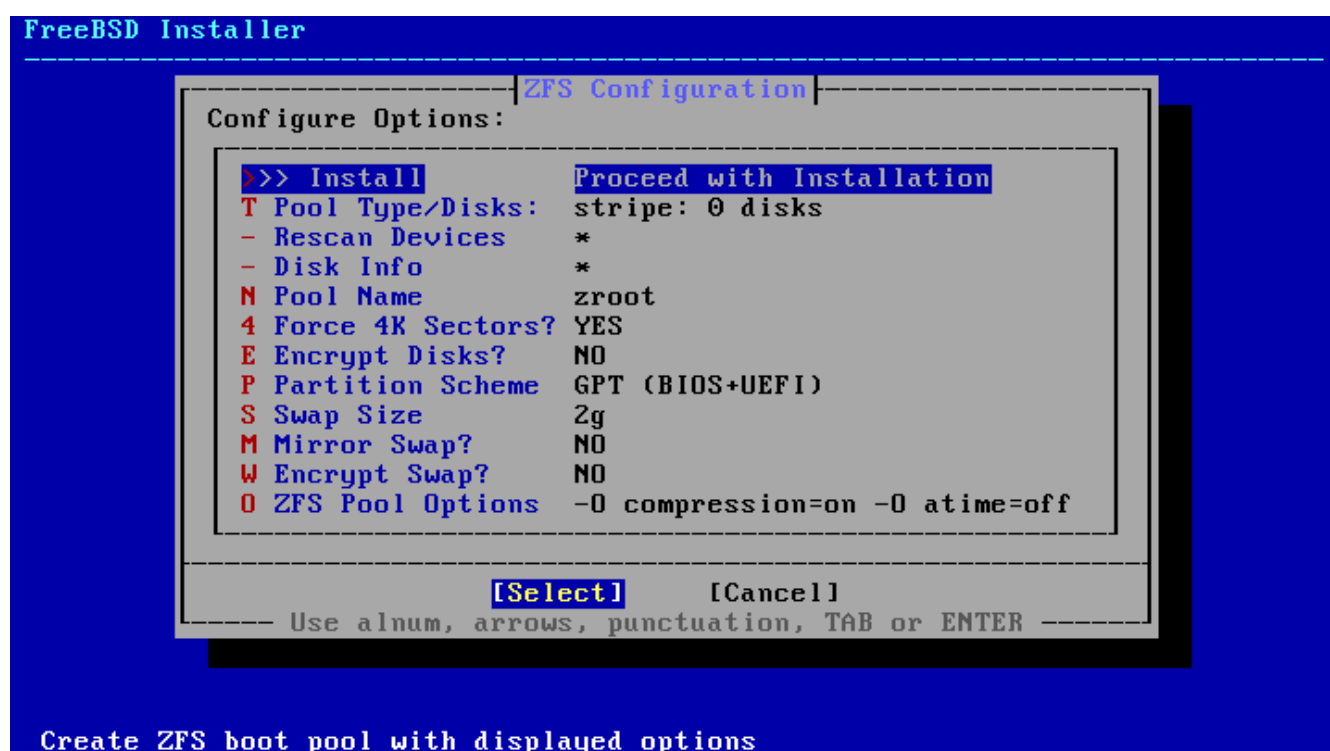 FreeBSD Installer
ZFS Configuration
Configure Options:
>>> Install Proceed with Installation
T Pool Type/Disks: stripe: 0 disks
- Rescan Devices *
- Disk Info *
N Pool Name zroot
4 Force 4K Sectors? YES
E Encrypt Disks? NO
P Partition Scheme GPT (BIOS+UEFI)
S Swap Size 2g
M Mirror Swap? NO
W Encrypt Swap? NO
O ZFS Pool Options -O compression=on -O atime=off
[Select] [Cancel]
Use alnum, arrows, punctuation, TAB or ENTER
Create ZFS boot pool with displayed options